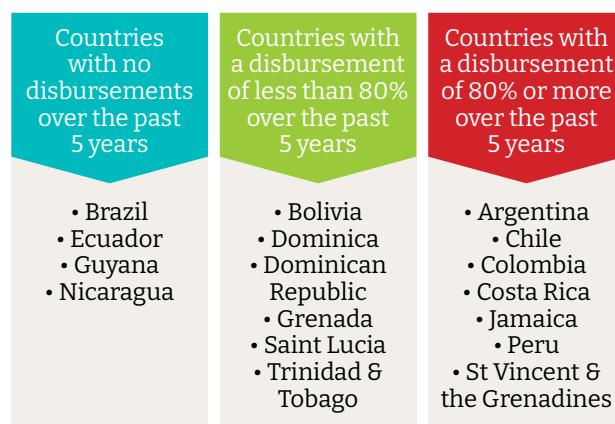 Countries
with no
disbursements
over the past
5 years
• Brazil
• Ecuador
• Guyana
• Nicaragua
Countries with
a disbursement
of less than 80%
over the past
5 years
• Bolivia
• Dominica
• Dominican
Republic
• Grenada
• Saint Lucia
• Trinidad &
Tobago
Countries with
a disbursement
of 80% or more
over the past
5 years
• Argentina
• Chile
• Colombia
• Costa Rica
• Jamaica
• Peru
• St Vincent &
the Grenadines